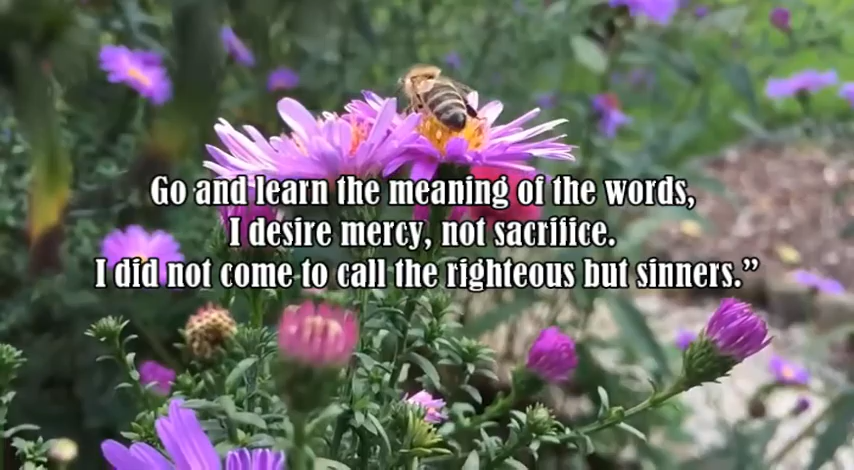 Go and learn the meaning of the words,
I desire mercy, not sacrifice.
I did not come to call the righteous but sinners.”